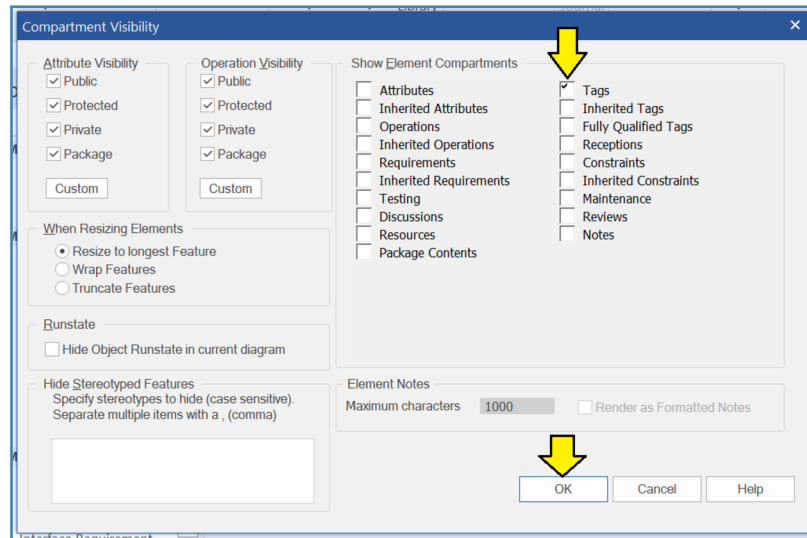 Library
Journal
Compartment Visibility
Attribute Visibility
Public
Protected
Private
Package
Custom
Operation Visibility
Public
Protected
Private
Package
Custom
When Resizing Elements
Resize to longest Feature
Wrap Features
Truncate Features
Runstate
Hide Object Runstate in current diagram
Hide Stereotyped Features
Specify stereotypes to hide (case sensitive).
Separate multiple items with a , (comma)
Show Element Compartments
Attributes
Inherited Attributes
Operations
Inherited Operations
Requirements
Inherited Requirements
Testing
Discussions
Resources
Package Contents
Tags
Inherited Tags
Fully Qualified Tags
Receptions
Constraints
Inherited Constraints
Maintenance
Reviews
Notes
Element Notes
Maximum characters 1000 Render as Formatted Notes
OK Cancel Help
Interface Requirement